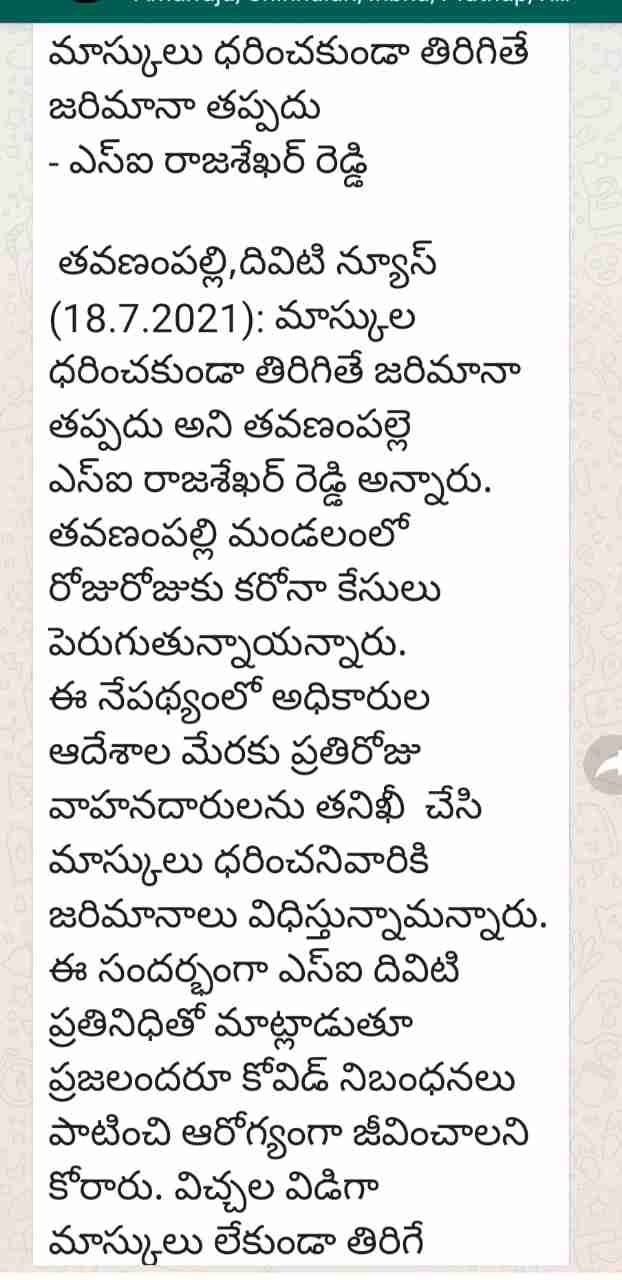 మాస్కులు ధరించకుండా తిరిగితే
జరిమానా తప్పదు
- ఎస్ఐ రాజశేఖర్ రెడ్డి
తవణంపల్లి,దివిటి న్యూస్
(18.7.2021): మాస్కుల
ధరించకుండా తిరిగితే జరిమానా
తప్పదు అని తవణంపల్లె
ఎస్ఐ రాజశేఖర్ రెడ్డి అన్నారు.
తవణంపల్లి మండలంలో
రోజురోజుకు కరోనా కేసులు
పెరుగుతున్నాయన్నారు.
ఈ నేపథ్యంలో అధికారుల
ఆదేశాల మేరకు ప్రతిరోజు
వాహనదారులను తనిఖీ చేసి
మాస్కులు ధరించనివారికి
జరిమానాలు విధిస్తున్నామన్నారు.
ఈ సందర్భంగా ఎస్ఐ దివిటి
ప్రతినిధితో మాట్లాడుతూ
ప్రజలందరూ కోవిడ్ నిబంధనలు
పాటించి ఆరోగ్యంగా జీవించాలని
కోరారు. విచ్చల విడిగా
మాస్కులు లేకుండా తిరిగే